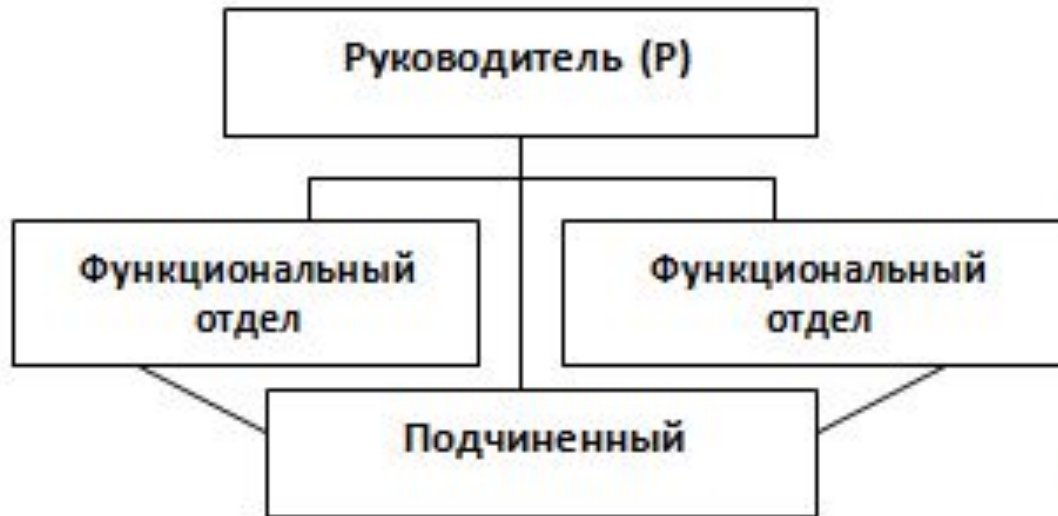 Руководитель (Р)
Функциональный
отдел
Функциональный
отдел
Подчиненный